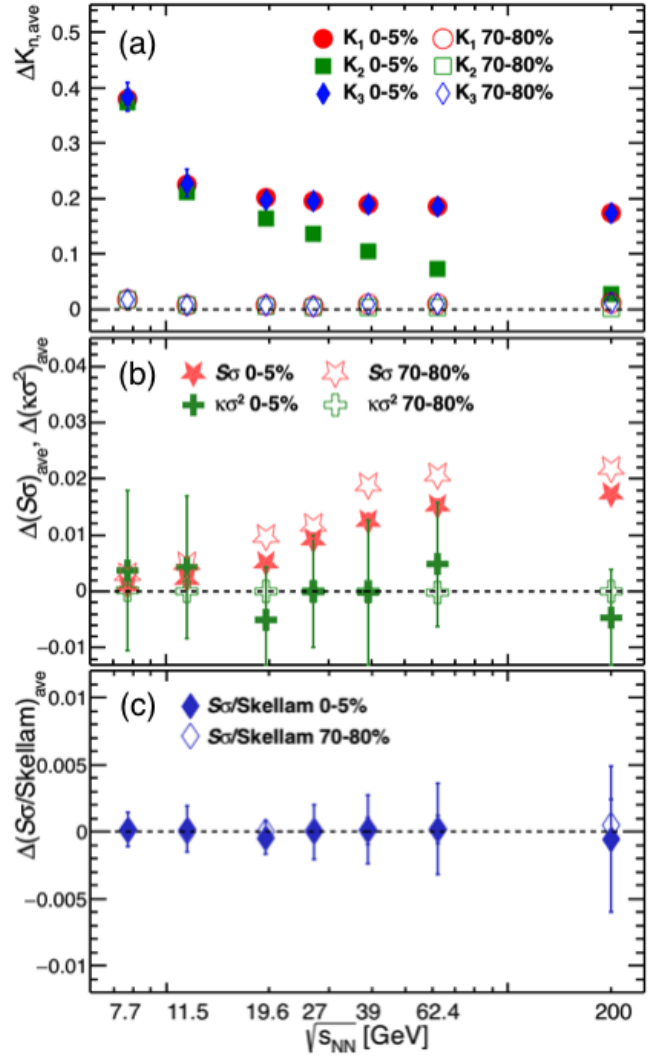 (a)
ΔK_n,ave
K₁ 0-5% K₁ 70-80%
K₂ 0-5% K₂ 70-80%
K₃ 0-5% K₃ 70-80%
0.5
0.4
0.3
0.2
0.1
0
(b)
Δ(Sσ)_ave, Δ(κσ²)_ave
Sσ 0-5% Sσ 70-80%
κσ² 0-5% κσ² 70-80%
0.04
0.03
0.02
0.01
0
−0.01
(c)
Δ(Sσ/Skellam)_ave
Sσ/Skellam 0-5%
Sσ/Skellam 70-80%
0.01
0.005
0
−0.005
−0.01
7.7 11.5 19.6 27 39 62.4 200
√s_NN [GeV]